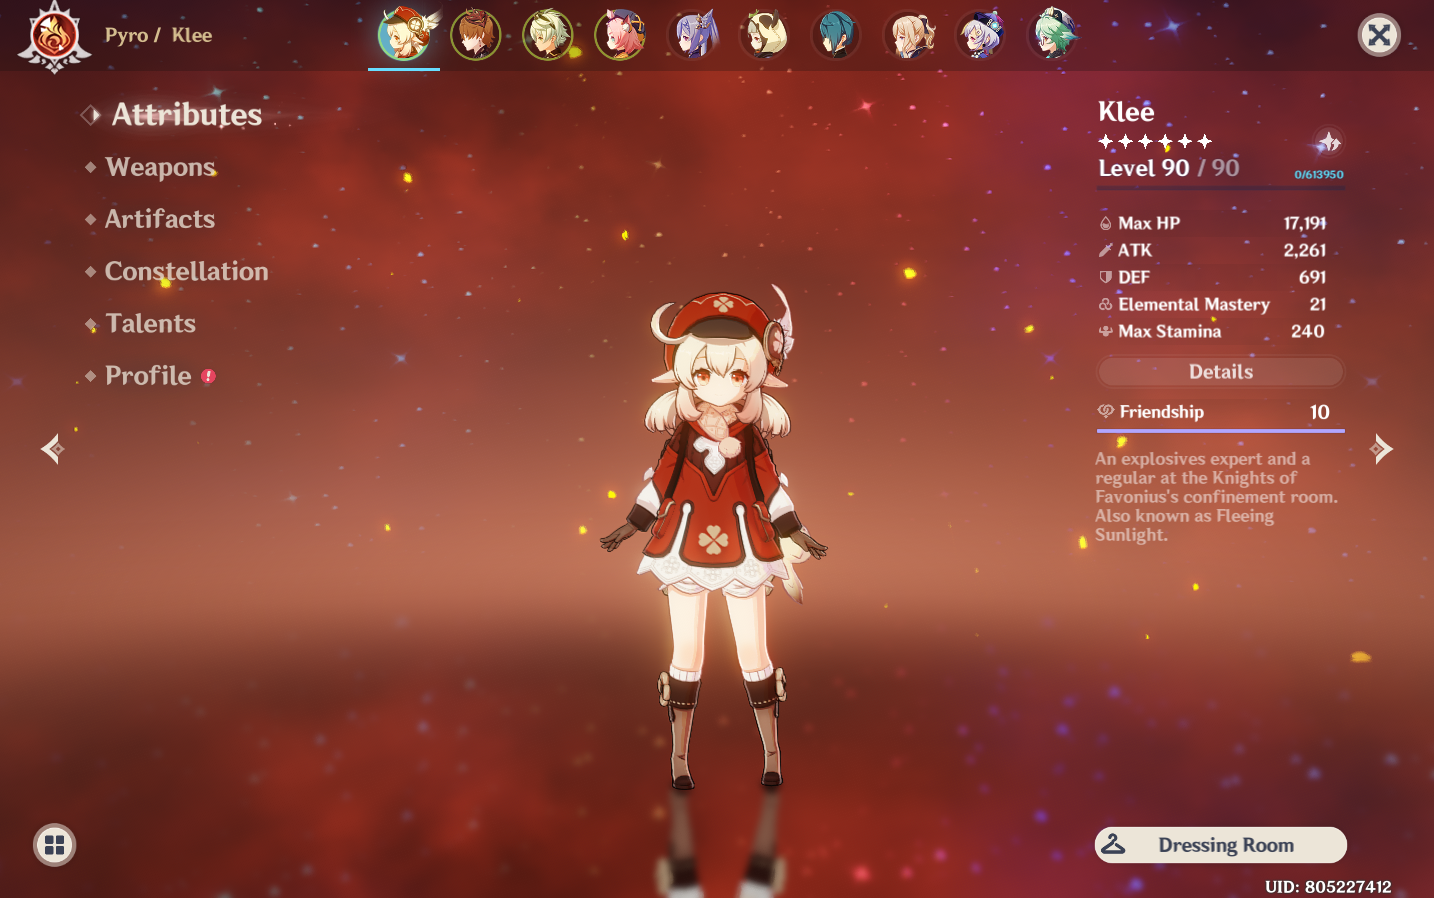 Pyro / Klee
Attributes
Weapons
Artifacts
Constellation
Talents
Profile
Klee
Level 90 / 90
0/613950
Max HP 17,191
ATK 2,261
DEF 691
Elemental Mastery 21
Max Stamina 240
Details
Friendship 10
An explosives expert and a
regular at the Knights of
Favonius's confinement room.
Also known as Fleeing
Sunlight.
Dressing Room
UID: 805227412